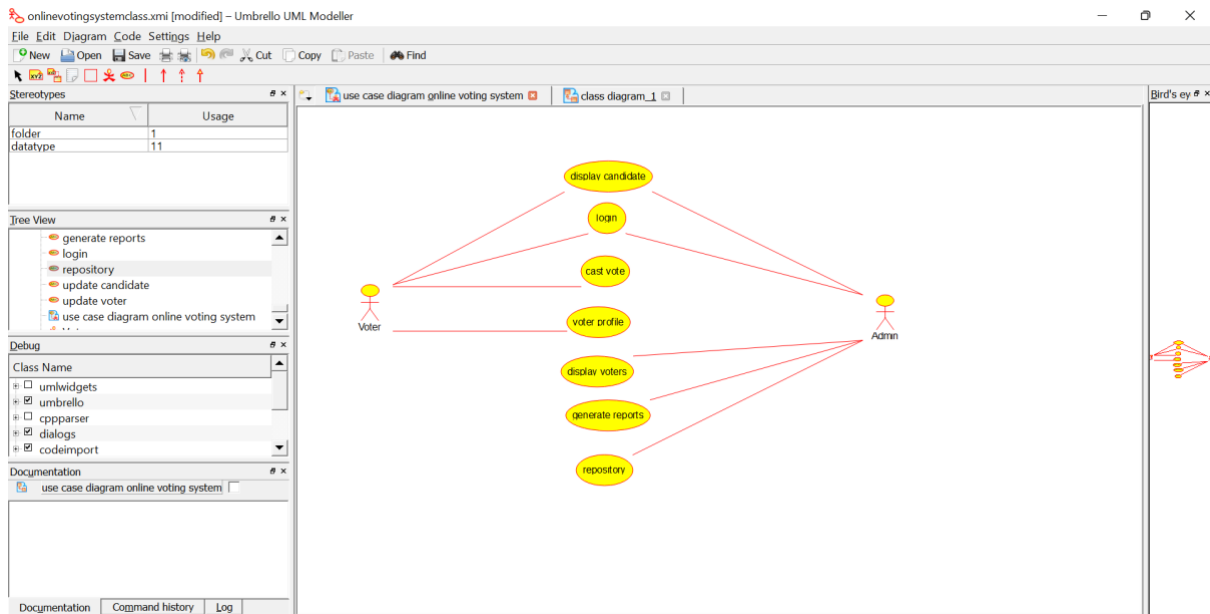 onlinevotingsystemclass.xmi [modified] – Umbrello UML Modeller
File Edit Diagram Code Settings Help
New Open Save Cut Copy Paste Find
Stereotypes
Name Usage
folder 1
datatype 11
Tree View
generate reports
login
repository
update candidate
update voter
use case diagram online voting system
Debug
Class Name
umlwidgets
umbrello
cppparser
dialogs
codeimport
Documentation
use case diagram online voting system
Documentation Command history Log
use case diagram online voting system class diagram_1
display candidate
login
cast vote
Voter
voter profile
Admin
display voters
generate reports
repository
Bird's ey